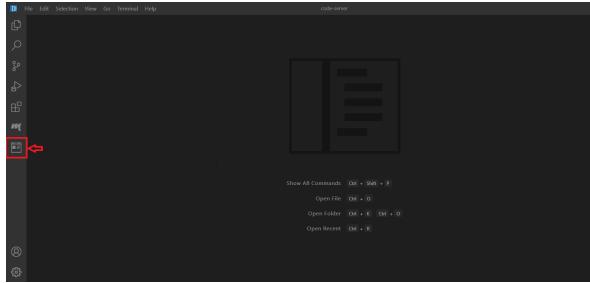 File Edit Selection View Go Terminal Help
code-server
Show All Commands Ctrl + Shift + P
Open File Ctrl + O
Open Folder Ctrl + K Ctrl + O
Open Recent Ctrl + R